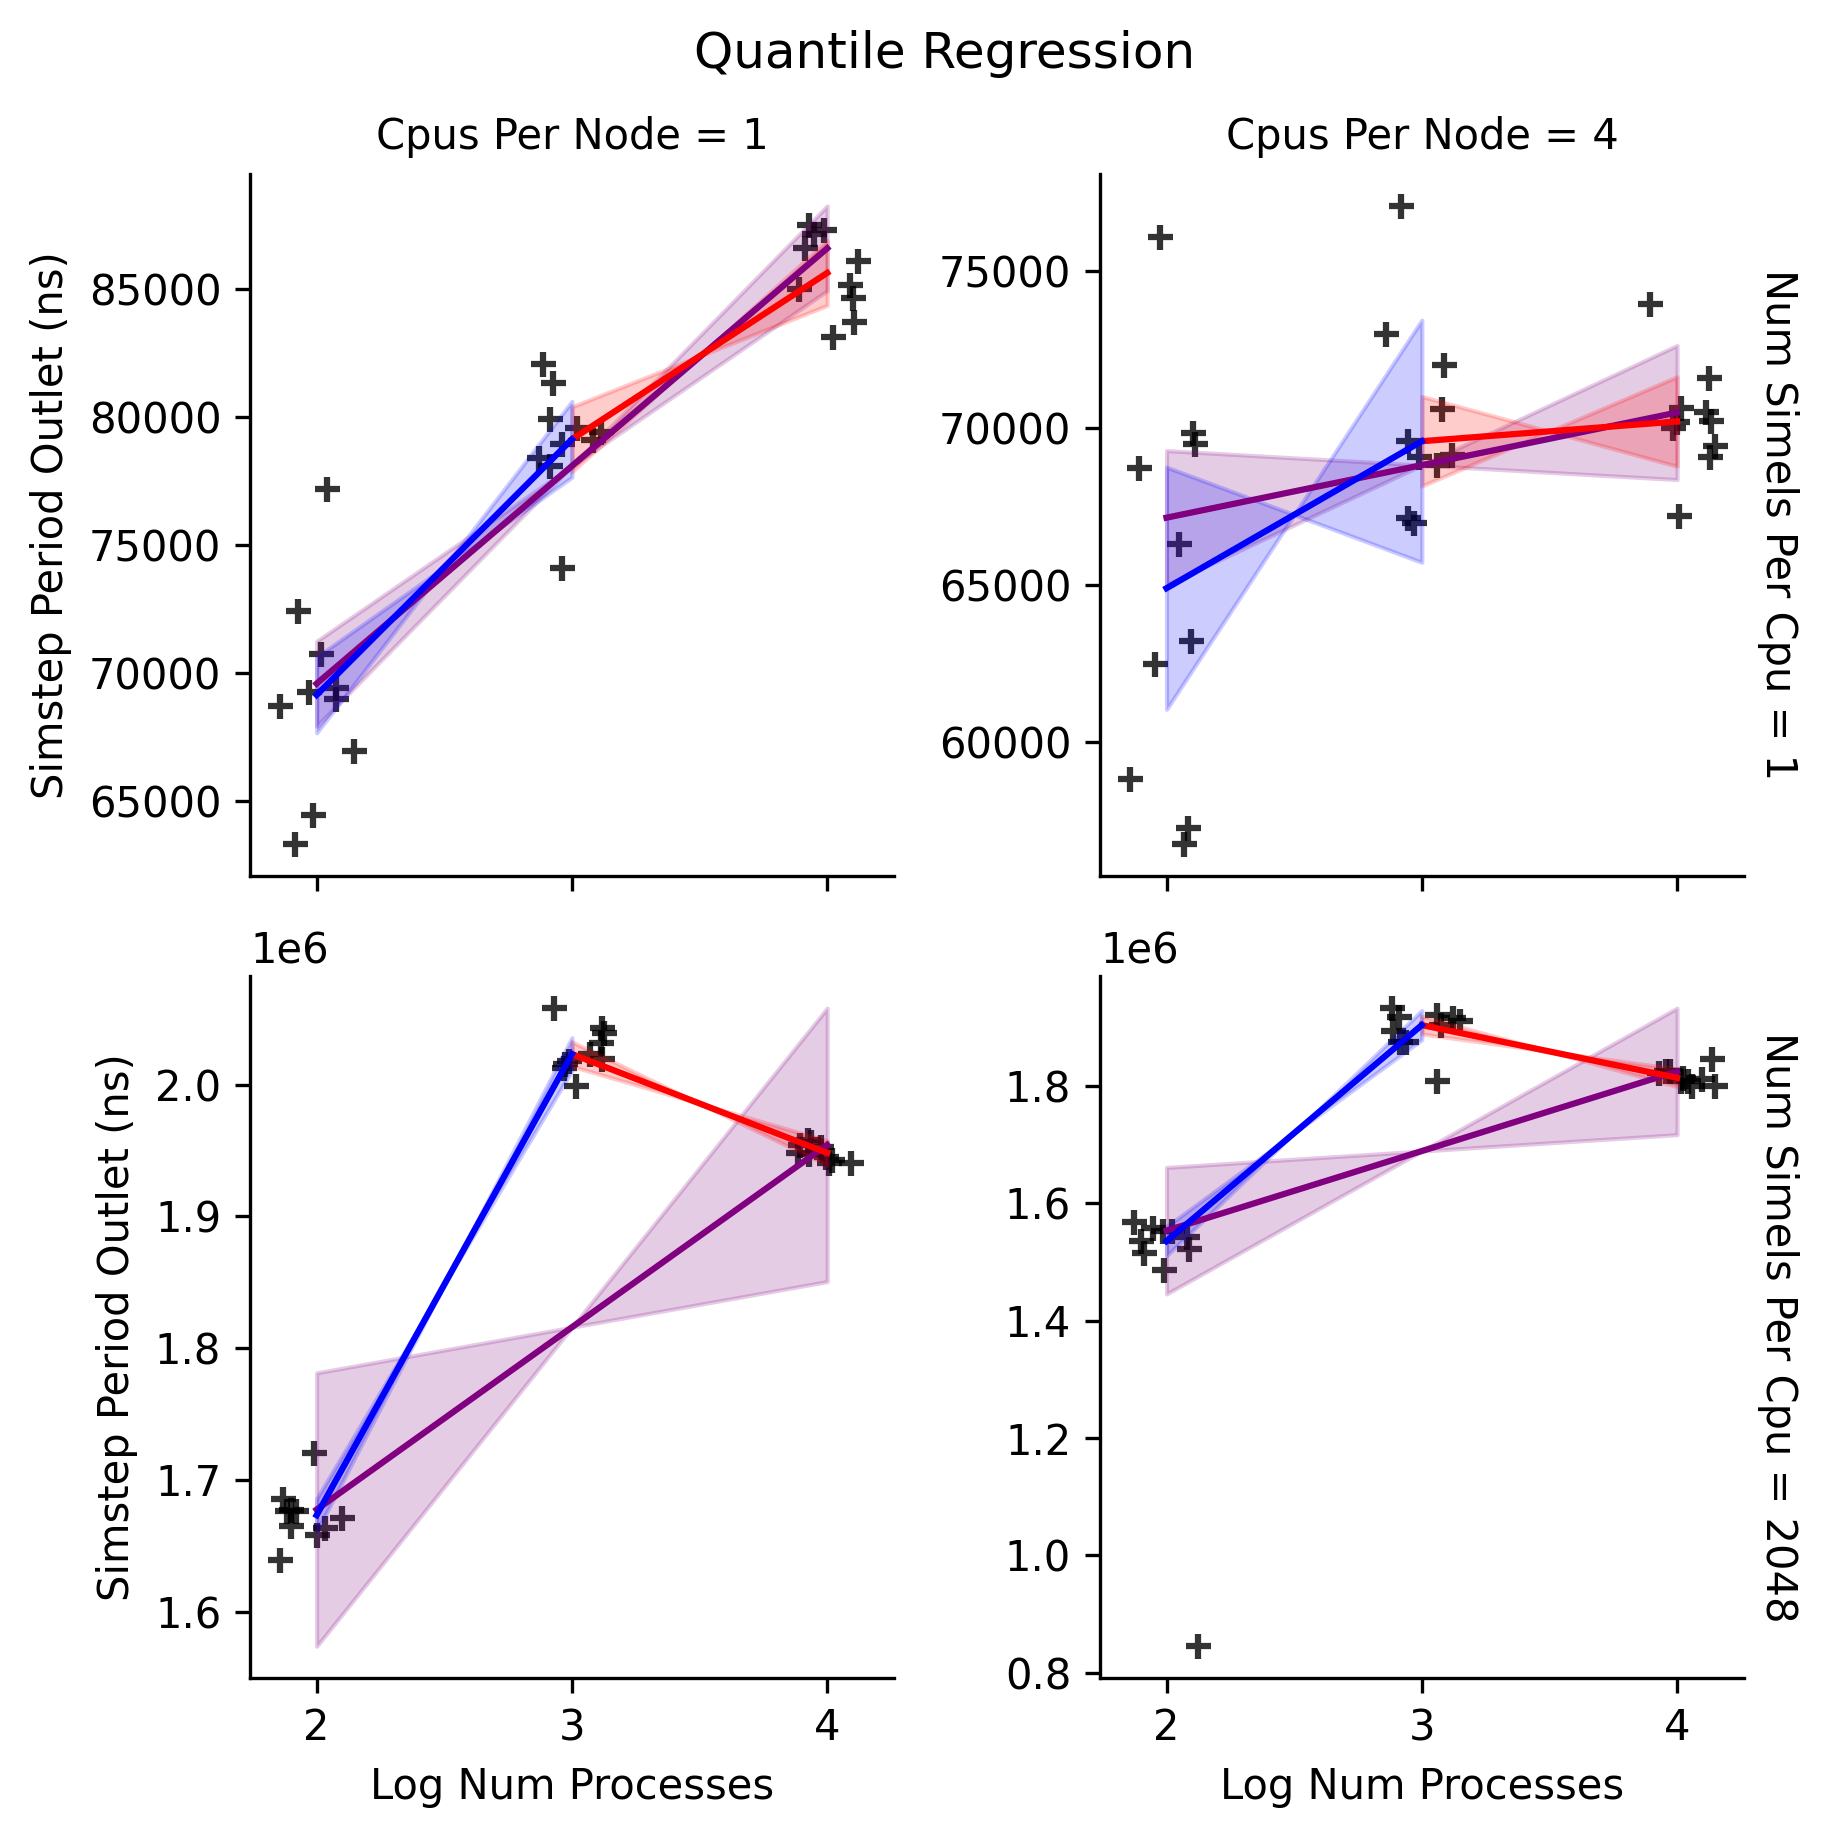 Quantile Regression
Cpus Per Node = 1
Cpus Per Node = 4
Simstep Period Outlet (ns)
85000
80000
75000
70000
65000
75000
70000
65000
60000
Num Simels Per Cpu = 1
1e6
1e6
Simstep Period Outlet (ns)
2.0
1.9
1.8
1.7
1.6
1.8
1.6
1.4
1.2
1.0
0.8
Num Simels Per Cpu = 2048
2 3 4
2 3 4
Log Num Processes
Log Num Processes